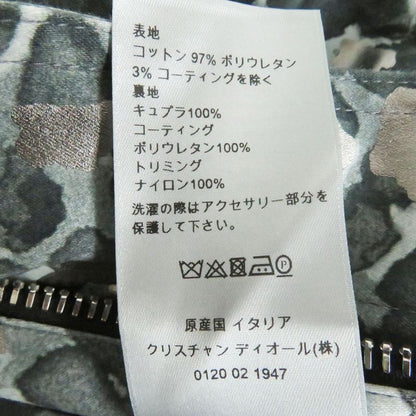 表地
コットン 97% ポリウレタン
3% コーティングを除く
裏地
キュプラ100%
コーティング
ポリウレタン100%
トリミング
ナイロン100%
洗濯の際はアクセサリー部分を
保護して下さい。
P
原産国 イタリア
クリスチャン ディオール(株)
0120 02 1947